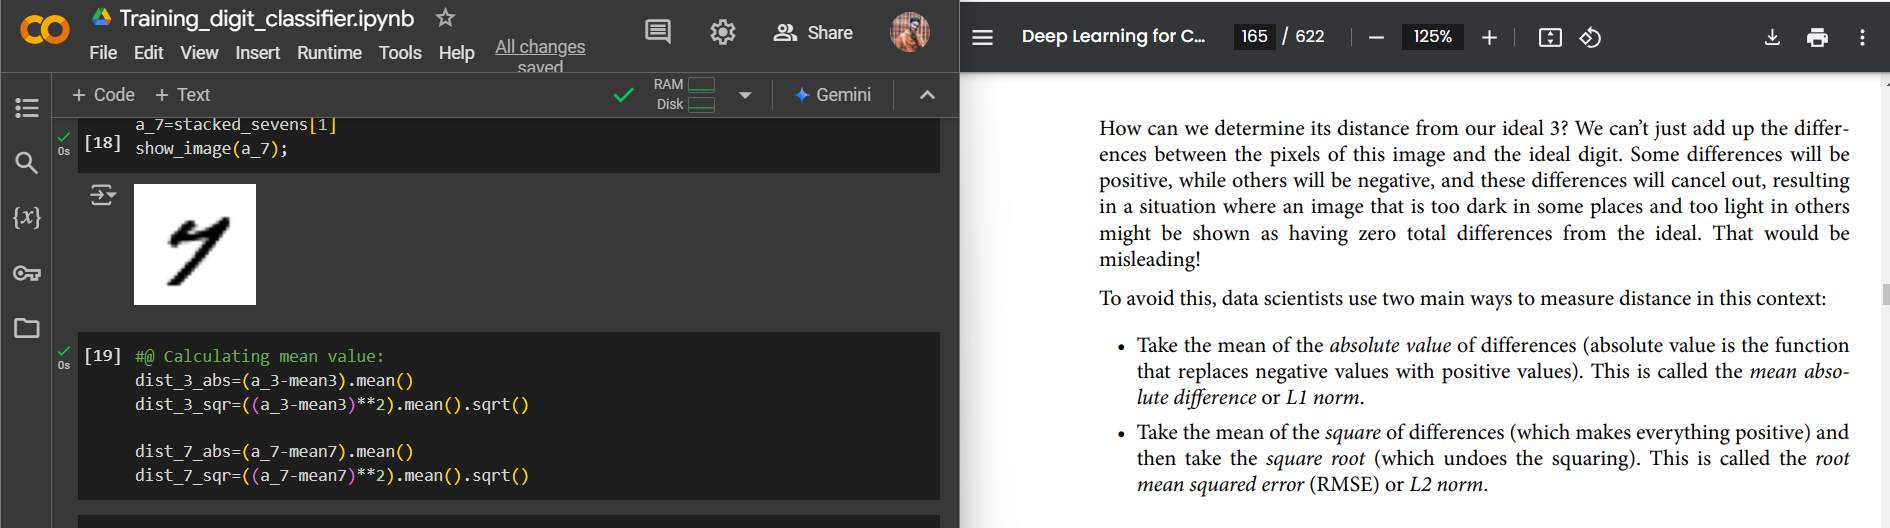 Training_digit_classifier.ipynb
File Edit View Insert Runtime Tools Help All changes saved
Share
+ Code + Text
RAM
Disk
Gemini
a_7=stacked_sevens[1]
[18] show_image(a_7);
0s
{x}
[19] #@ Calculating mean value:
0s
dist_3_abs=(a_3-mean3).mean()
dist_3_sqr=((a_3-mean3)**2).mean().sqrt()
dist_7_abs=(a_7-mean7).mean()
dist_7_sqr=((a_7-mean7)**2).mean().sqrt()
Deep Learning for C... 165 / 622 125%
How can we determine its distance from our ideal 3? We can’t just add up the differ-
ences between the pixels of this image and the ideal digit. Some differences will be
positive, while others will be negative, and these differences will cancel out, resulting
in a situation where an image that is too dark in some places and too light in others
might be shown as having zero total differences from the ideal. That would be
misleading!
To avoid this, data scientists use two main ways to measure distance in this context:
• Take the mean of the absolute value of differences (absolute value is the function
that replaces negative values with positive values). This is called the mean abso-
lute difference or L1 norm.
• Take the mean of the square of differences (which makes everything positive) and
then take the square root (which undoes the squaring). This is called the root
mean squared error (RMSE) or L2 norm.